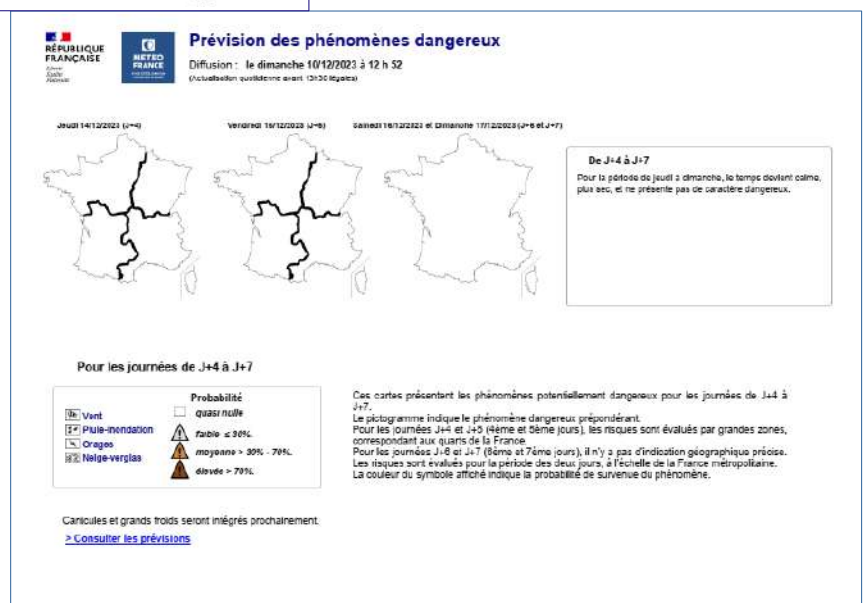 RÉPUBLIQUE
FRANÇAISE
Liberté
Égalité
Fraternité
METEO
FRANCE
Prévision des phénomènes dangereux
Diffusion : le dimanche 10/12/2023 à 12 h 52
(Actualisation quotidienne avant 13h30 légales)
Jeudi 14/12/2023 (J+4)
Vendredi 15/12/2023 (J+5)
Samedi 16/12/2023 et Dimanche 17/12/2023 (J+6 et J+7)
De J+4 à J+7
Pour la période de jeudi à dimanche, le temps devient calme,
plus sec, et ne présente pas de caractère dangereux.
Pour les journées de J+4 à J+7
Probabilité
Vent
Pluie-inondation
Orages
Neige-verglas
quasi nulle
faible ≤ 30%.
moyenne > 30% - 70%.
élevée > 70%.
Ces cartes présentent les phénomènes potentiellement dangereux pour les journées de J+4 à
J+7.
Le pictogramme indique le phénomène dangereux prépondérant.
Pour les journées J+4 et J+5 (4ème et 5ème jours), les risques sont évalués par grandes zones,
correspondant aux quarts de la France.
Pour les journées J+6 et J+7 (6ème et 7ème jours), il n'y a pas d'indication géographique précise.
Les risques sont évalués pour la période des deux jours, à l'échelle de la France métropolitaine.
La couleur du symbole affiché indique la probabilité de survenue du phénomène.
Canicules et grands froids seront intégrés prochainement.
> Consulter les prévisions